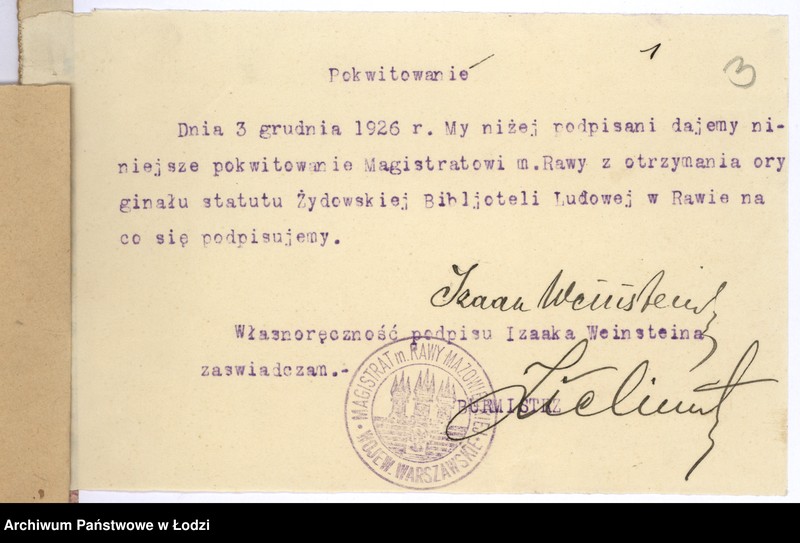 1
3
Pokwitowanie
Dnia 3 grudnia 1926 r. My niżej podpisani dajemy ni-
niejsze pokwitowanie Magistratowi m.Rawy z otrzymania ory
ginału statutu Żydowskiej Bibljoteli Ludowej w Rawie na
co się podpisujemy.
Izaak Weinstein
Własnoręczność podpisu Izaaka Weinsteina
zaswiadczam.-
BURMISTRZ
MAGISTRAT m. RAWY MAZOWIECKIEJ
WOJEW. WARSZAWSKIE
Archiwum Państwowe w Łodzi